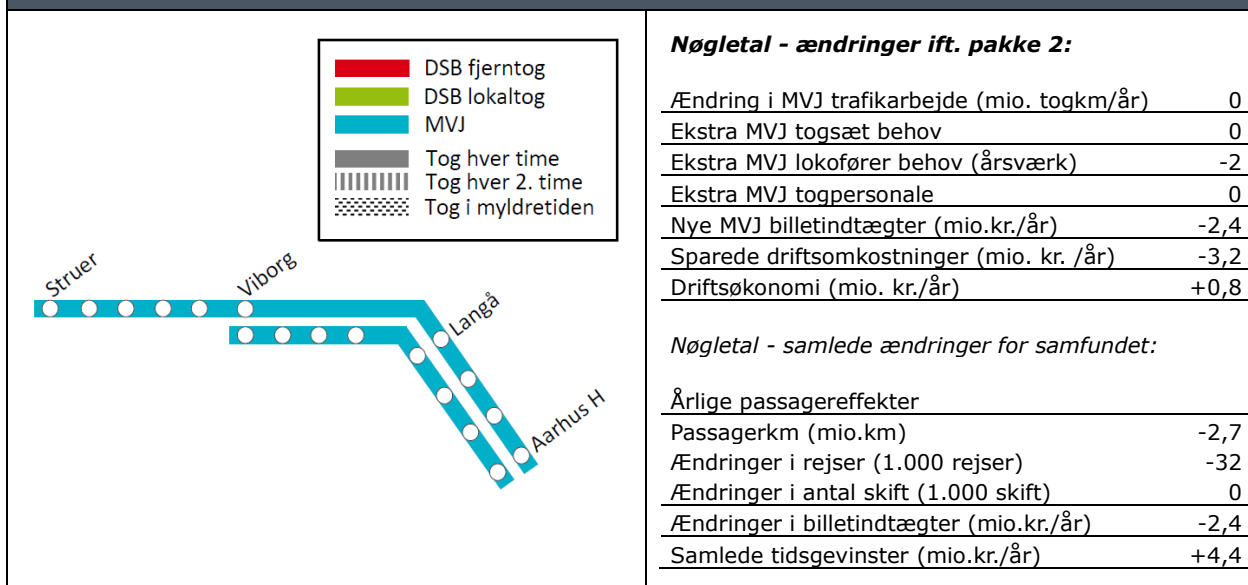 DSB fjerntog
DSB lokaltog
MVJ
Tog hver time
Tog hver 2. time
Tog i myldretiden
Struer
Viborg
Langå
Aarhus H
Nøgletal - ændringer ift. pakke 2:
Ændring i MVJ trafikarbejde (mio. togkm/år) 0
Ekstra MVJ togsæt behov 0
Ekstra MVJ lokofører behov (årsværk) -2
Ekstra MVJ togpersonale 0
Nye MVJ billetindtægter (mio.kr./år) -2,4
Sparede driftsomkostninger (mio. kr. /år) -3,2
Driftsøkonomi (mio. kr./år) +0,8
Nøgletal - samlede ændringer for samfundet:
Årlige passagereffekter
Passagerkm (mio.km) -2,7
Ændringer i rejser (1.000 rejser) -32
Ændringer i antal skift (1.000 skift) 0
Ændringer i billetindtægter (mio.kr./år) -2,4
Samlede tidsgevinster (mio.kr./år) +4,4